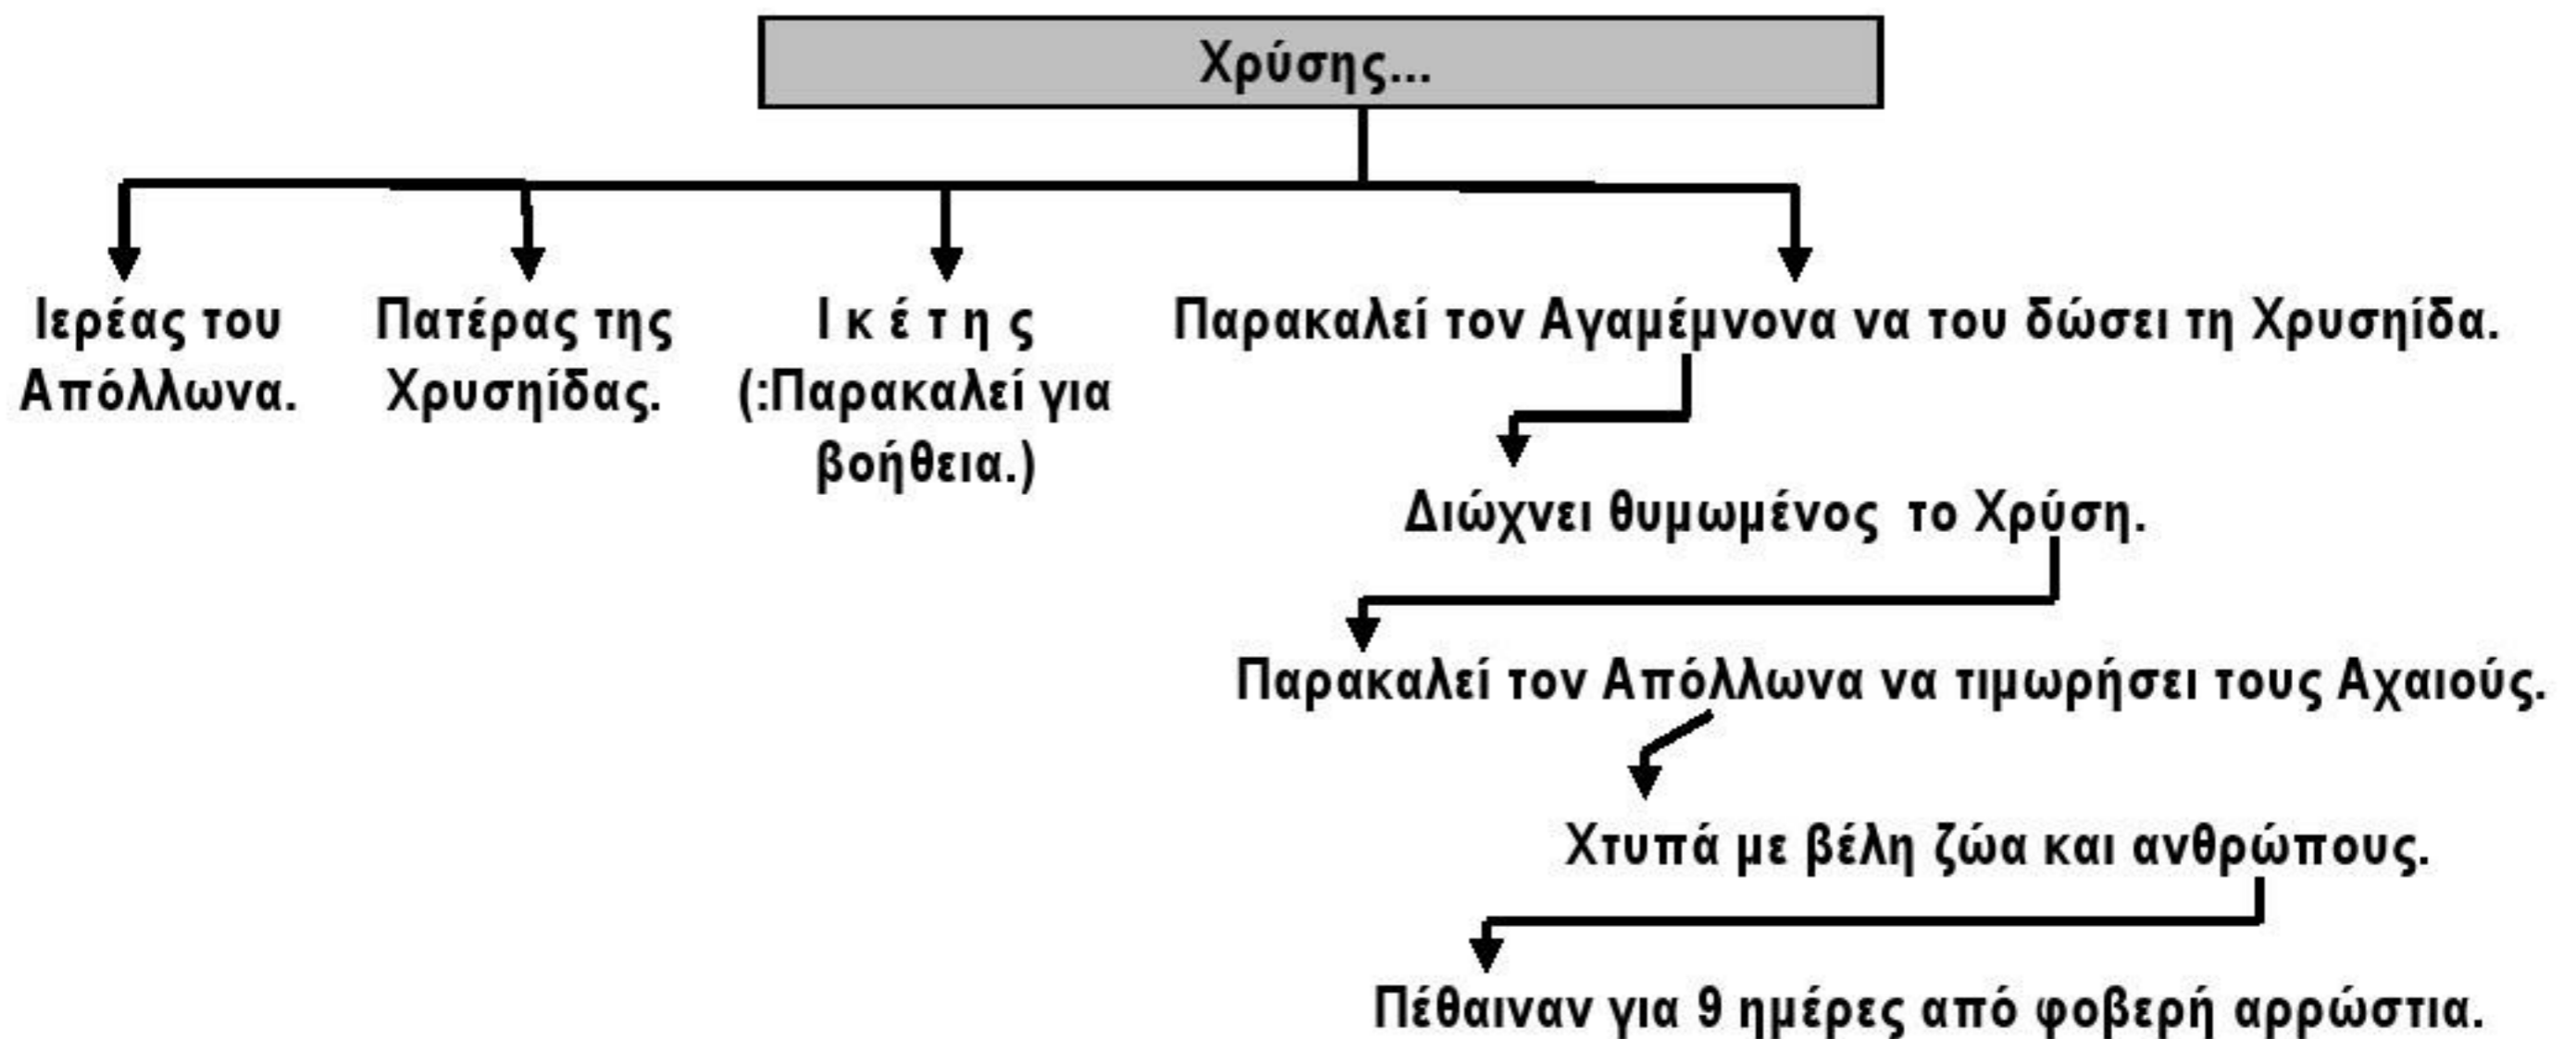 Χρύσης...
Ιερέας του
Απόλλωνα.
Πατέρας της
Χρυσηίδας.
Ι κ έ τ η ς
(:Παρακαλεί για
βοήθεια.)
Παρακαλεί τον Αγαμέμνονα να του δώσει τη Χρυσηίδα.
Διώχνει θυμωμένος το Χρύση.
Παρακαλεί τον Απόλλωνα να τιμωρήσει τους Αχαιούς.
Χτυπά με βέλη ζώα και ανθρώπους.
Πέθαιναν για 9 ημέρες από φοβερή αρρώστια.